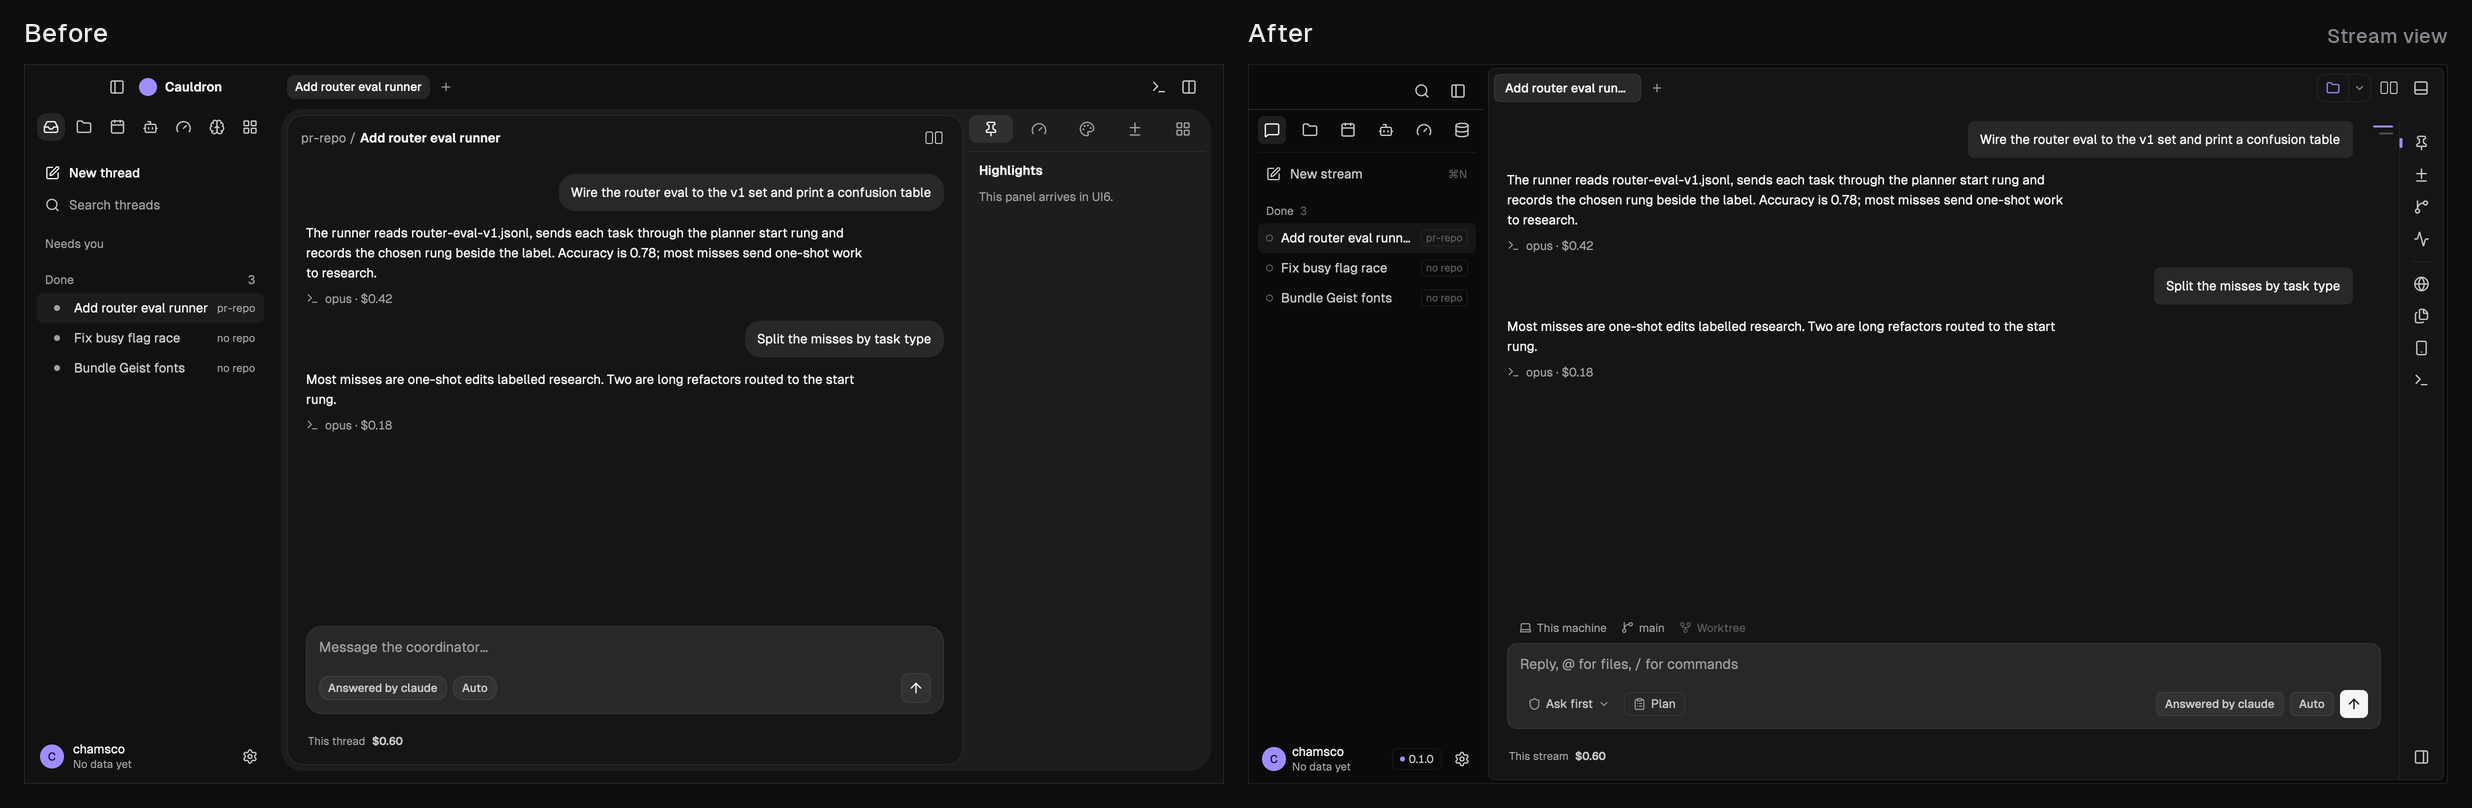 Before
Cauldron
Add router eval runner
New thread
Search threads
Needs you
Done 3
Add router eval runner pr-repo
Fix busy flag race no repo
Bundle Geist fonts no repo
chamsco
No data yet
C
pr-repo / Add router eval runner
Wire the router eval to the v1 set and print a confusion table
The runner reads router-eval-v1.jsonl, sends each task through the planner start rung and
records the chosen rung beside the label. Accuracy is 0.78; most misses send one-shot work
to research.
opus · $0.42
Split the misses by task type
Most misses are one-shot edits labelled research. Two are long refactors routed to the start
rung.
opus · $0.18
Message the coordinator...
Answered by claude Auto
This thread $0.60
Highlights
This panel arrives in UI6.
After
Stream view
New stream ⌘N
Done 3
Add router eval runn... pr-repo
Fix busy flag race no repo
Bundle Geist fonts no repo
C
chamsco
No data yet
0.1.0
Add router eval run...
Wire the router eval to the v1 set and print a confusion table
The runner reads router-eval-v1.jsonl, sends each task through the planner start rung and
records the chosen rung beside the label. Accuracy is 0.78; most misses send one-shot work
to research.
opus · $0.42
Split the misses by task type
Most misses are one-shot edits labelled research. Two are long refactors routed to the start
rung.
opus · $0.18
This machine main Worktree
Reply, @ for files, / for commands
Ask first Plan Answered by claude Auto
This stream $0.60